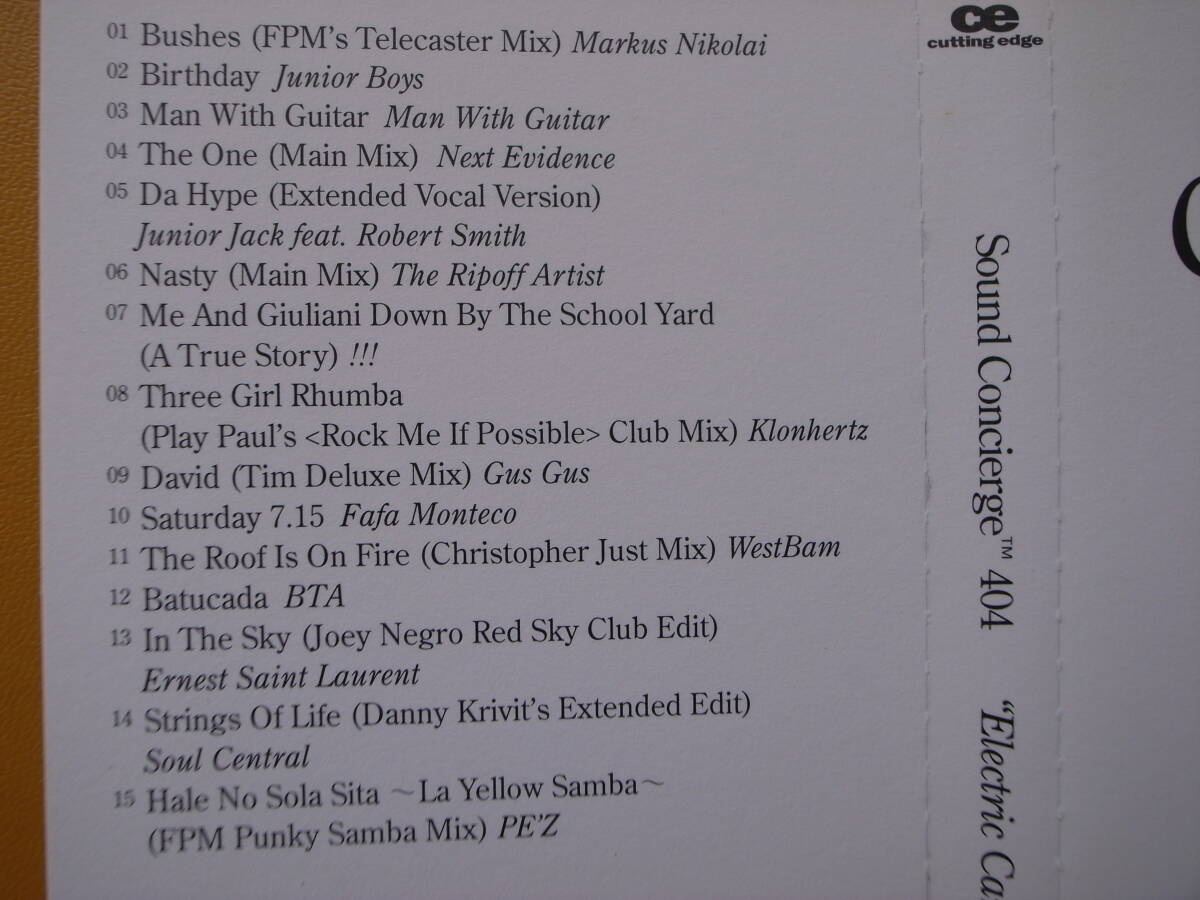 01 Bushes (FPM's Telecaster Mix) Markus Nikolai
02 Birthday Junior Boys
03 Man With Guitar Man With Guitar
04 The One (Main Mix) Next Evidence
05 Da Hype (Extended Vocal Version)
Junior Jack feat. Robert Smith
06 Nasty (Main Mix) The Ripoff Artist
07 Me And Giuliani Down By The School Yard
(A True Story) !!!
08 Three Girl Rhumba
(Play Paul's <Rock Me If Possible> Club Mix) Klonhertz
09 David (Tim Deluxe Mix) Gus Gus
10 Saturday 7.15 Fafa Monteco
11 The Roof Is On Fire (Christopher Just Mix) WestBam
12 Batucada BTA
13 In The Sky (Joey Negro Red Sky Club Edit)
Ernest Saint Laurent
14 Strings Of Life (Danny Krivit's Extended Edit)
Soul Central
15 Hale No Sola Sita ~La Yellow Samba~
(FPM Punky Samba Mix) PE'Z
ce
cutting edge
Sound Concierge™ 404 "Electric